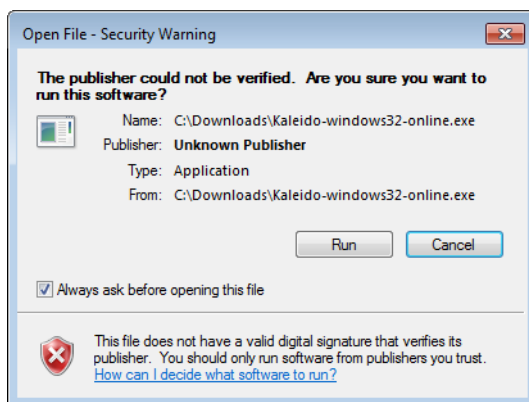 Open File - Security Warning
The publisher could not be verified. Are you sure you want to
run this software?
Name: C:\Downloads\Kaleido-windows32-online.exe
Publisher: Unknown Publisher
Type: Application
From: C:\Downloads\Kaleido-windows32-online.exe
Run Cancel
Always ask before opening this file
This file does not have a valid digital signature that verifies its
publisher. You should only run software from publishers you trust.
How can I decide what software to run?